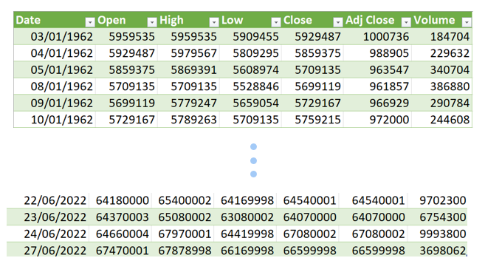 Date Open High Low Close Adj Close Volume
03/01/1962 5959535 5959535 5909455 5929487 1000736 184704
04/01/1962 5929487 5979567 5809295 5859375 988905 229632
05/01/1962 5859375 5869391 5608974 5709135 963547 340704
08/01/1962 5709135 5709135 5528846 5699119 961857 386880
09/01/1962 5699119 5779247 5659054 5729167 966929 290784
10/01/1962 5729167 5789263 5709135 5759215 972000 244608
22/06/2022 64180000 65400002 64169998 64540001 64540001 9702300
23/06/2022 64370003 65080002 63080002 64070000 64070000 6754300
24/06/2022 64660004 67970001 64419998 67080002 67080002 9993800
27/06/2022 67470001 67878998 66169998 66599998 66599998 3698062